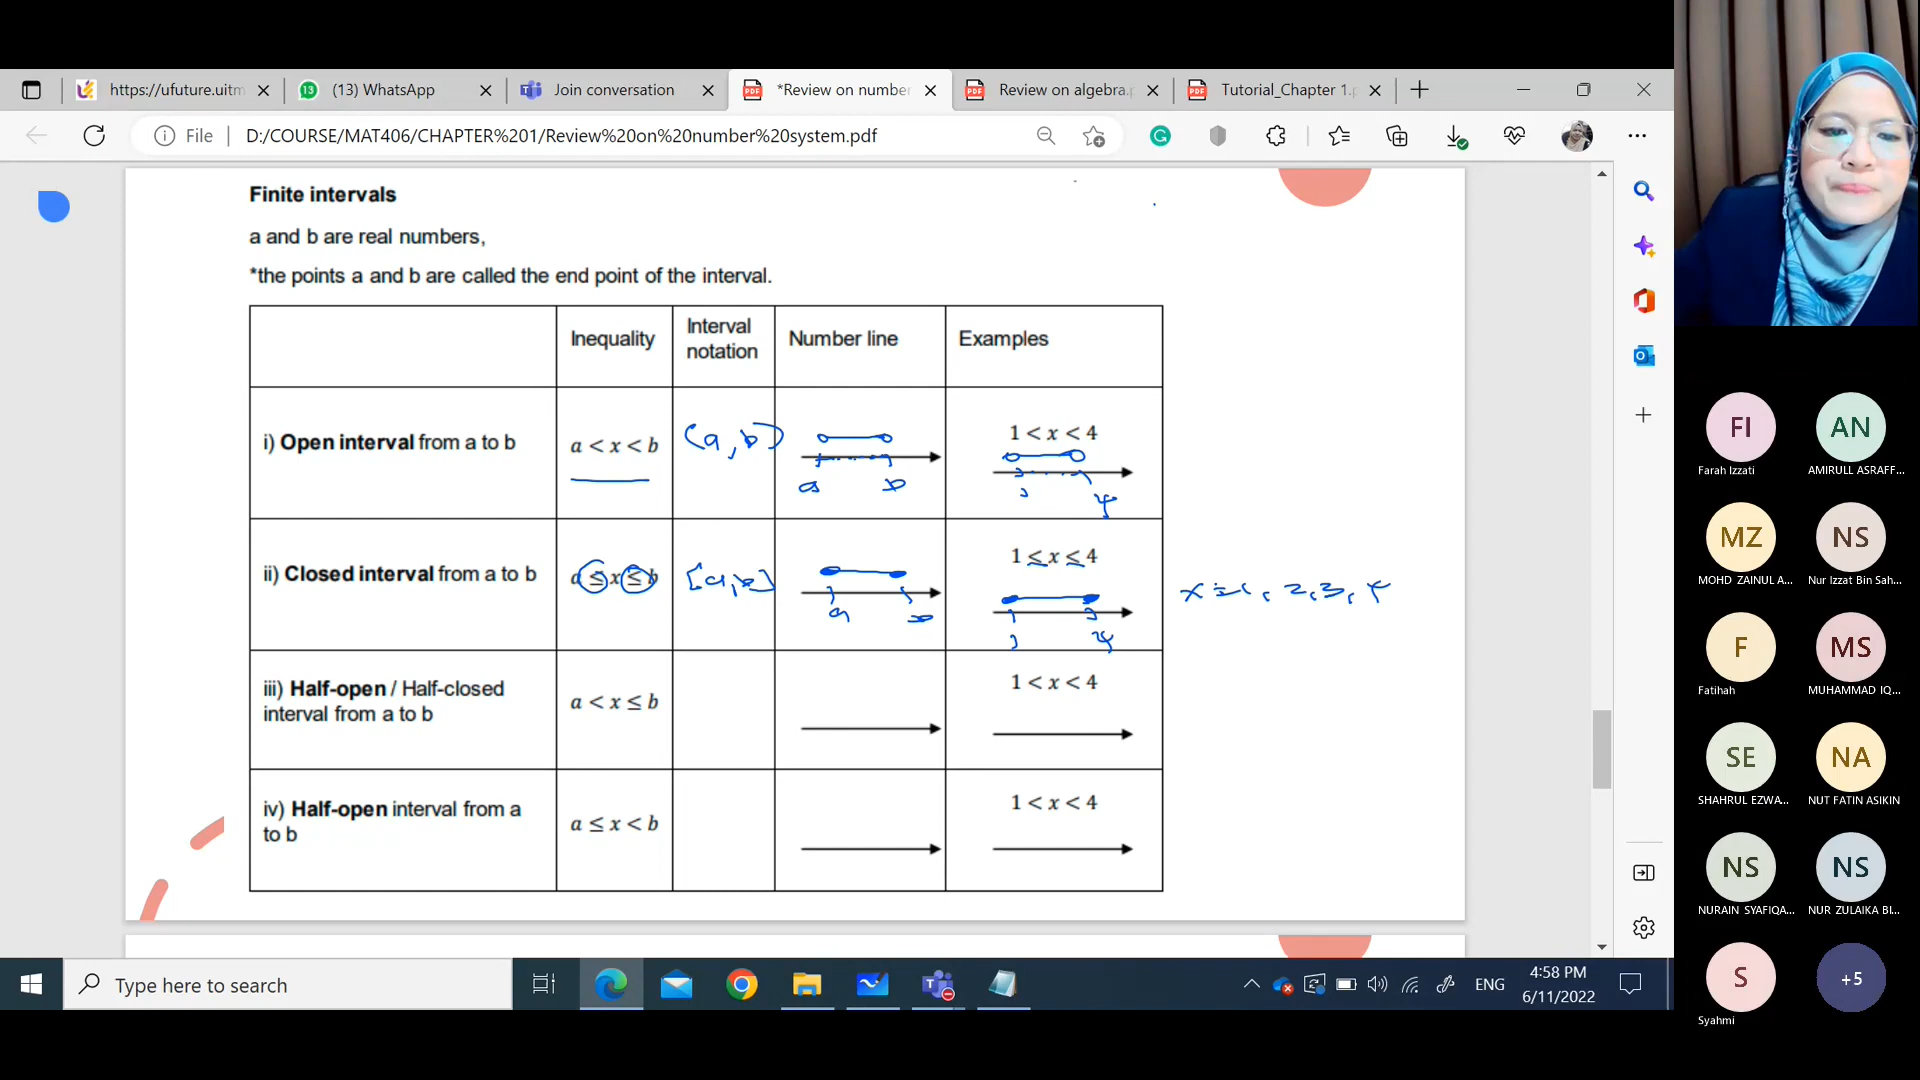 https://ufuture.uitm
(13) WhatsApp
Join conversation
*Review on number
Review on algebra.p
Tutorial_Chapter 1.p
File
D:/COURSE/MAT406/CHAPTER%201/Review%20on%20number%20system.pdf
Finite intervals
a and b are real numbers,
*the points a and b are called the end point of the interval.
Inequality
Interval notation
Number line
Examples
i) Open interval from a to b
a < x < b
(a, b)
a b
1 < x < 4
1 4
ii) Closed interval from a to b
a ≤ x ≤ b
[a, b]
a b
1 ≤ x ≤ 4
1 4
x = 1, 2, 3, 4
iii) Half-open / Half-closed
interval from a to b
a < x ≤ b
1 < x < 4
iv) Half-open interval from a
to b
a ≤ x < b
1 < x < 4
FI
Farah Izzati
AN
AMIRULL ASRAFF...
MZ
MOHD ZAINUL A...
NS
Nur Izzat Bin Sah...
F
Fatihah
MS
MUHAMMAD IQ...
SE
SHAHRUL EZWA...
NA
NUT FATIN ASIKIN
NS
NURAIN SYAFIQA...
NS
NUR ZULAIKA BI...
S
Syahmi
+5
Type here to search
ENG
4:58 PM
6/11/2022